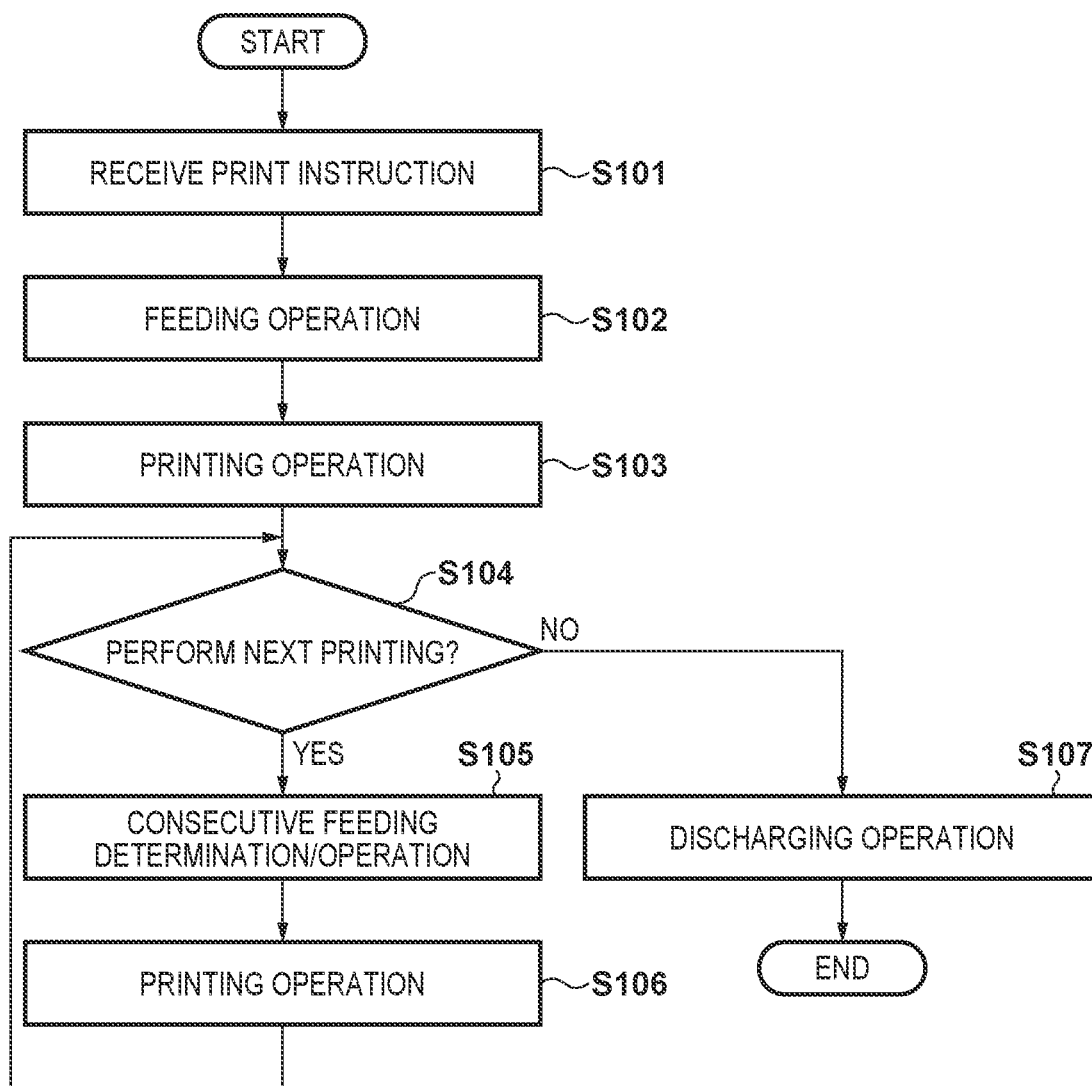 START
RECEIVE PRINT INSTRUCTION
S101
FEEDING OPERATION
S102
PRINTING OPERATION
S103
S104
PERFORM NEXT PRINTING?
NO
YES
S105
CONSECUTIVE FEEDING
DETERMINATION/OPERATION
S107
DISCHARGING OPERATION
PRINTING OPERATION
S106
END